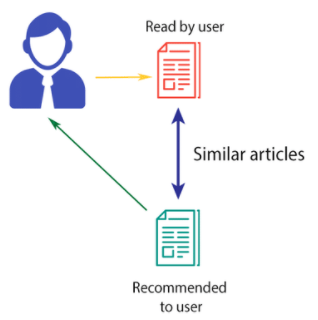 Read by user
Similar articles
Recommended
to user